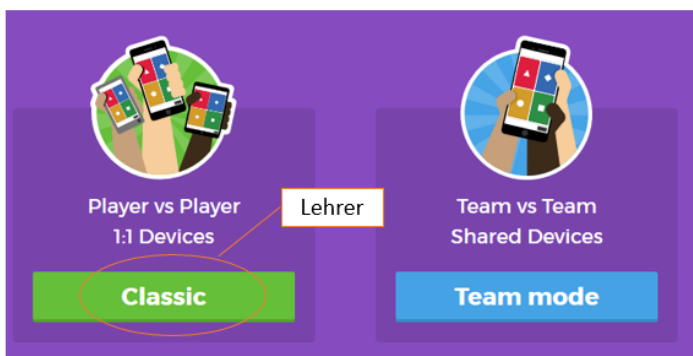 Player vs Player
1:1 Devices
Classic
Lehrer
Team vs Team
Shared Devices
Team mode